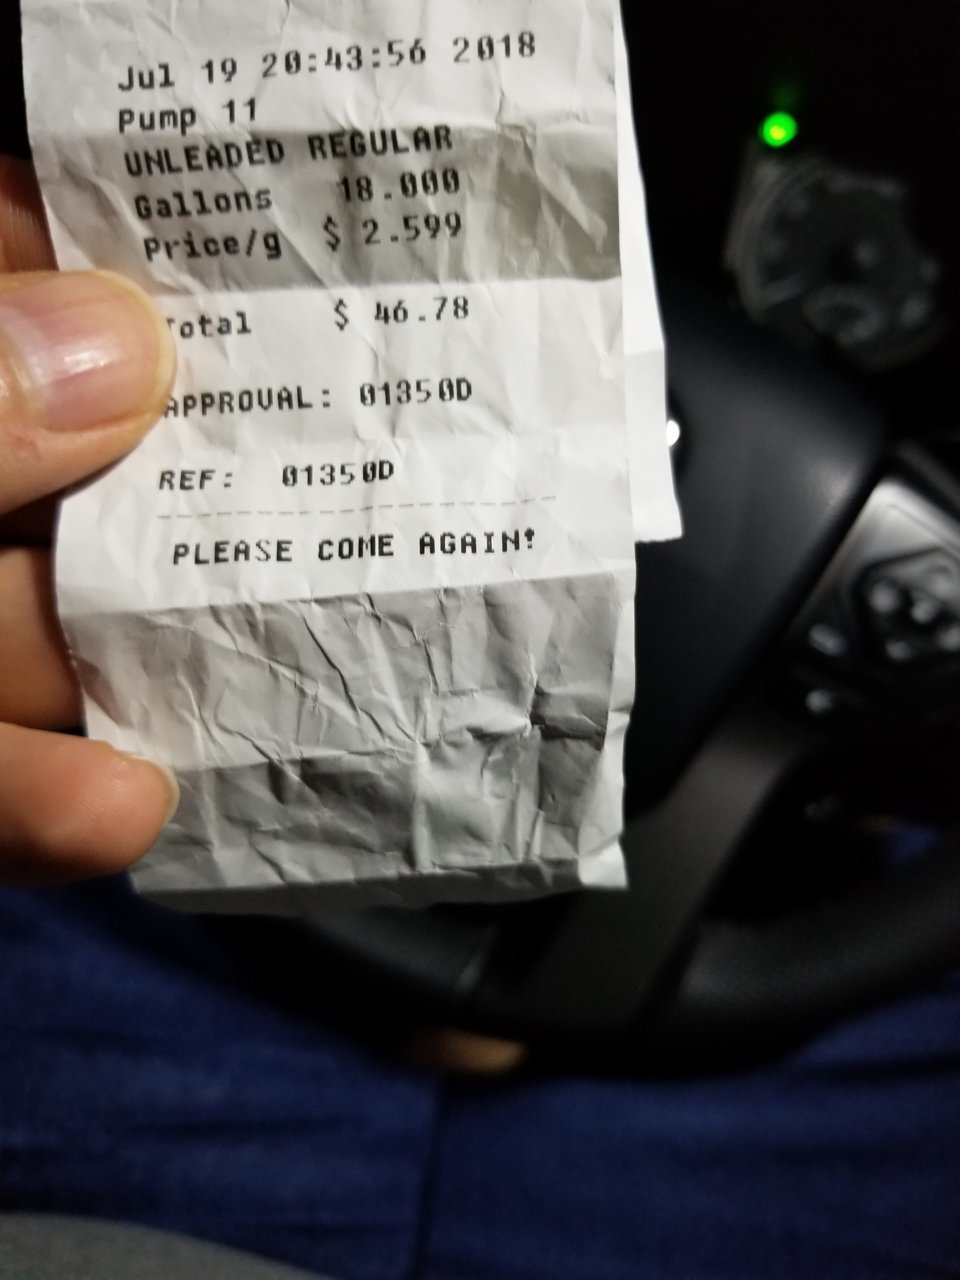 Jul 19 20:43:56 2018
Pump 11
UNLEADED REGULAR
Gallons 18.000
Price/g $ 2.599
Total $ 46.78
APPROVAL: 01350D
REF: 01350D
PLEASE COME AGAIN!